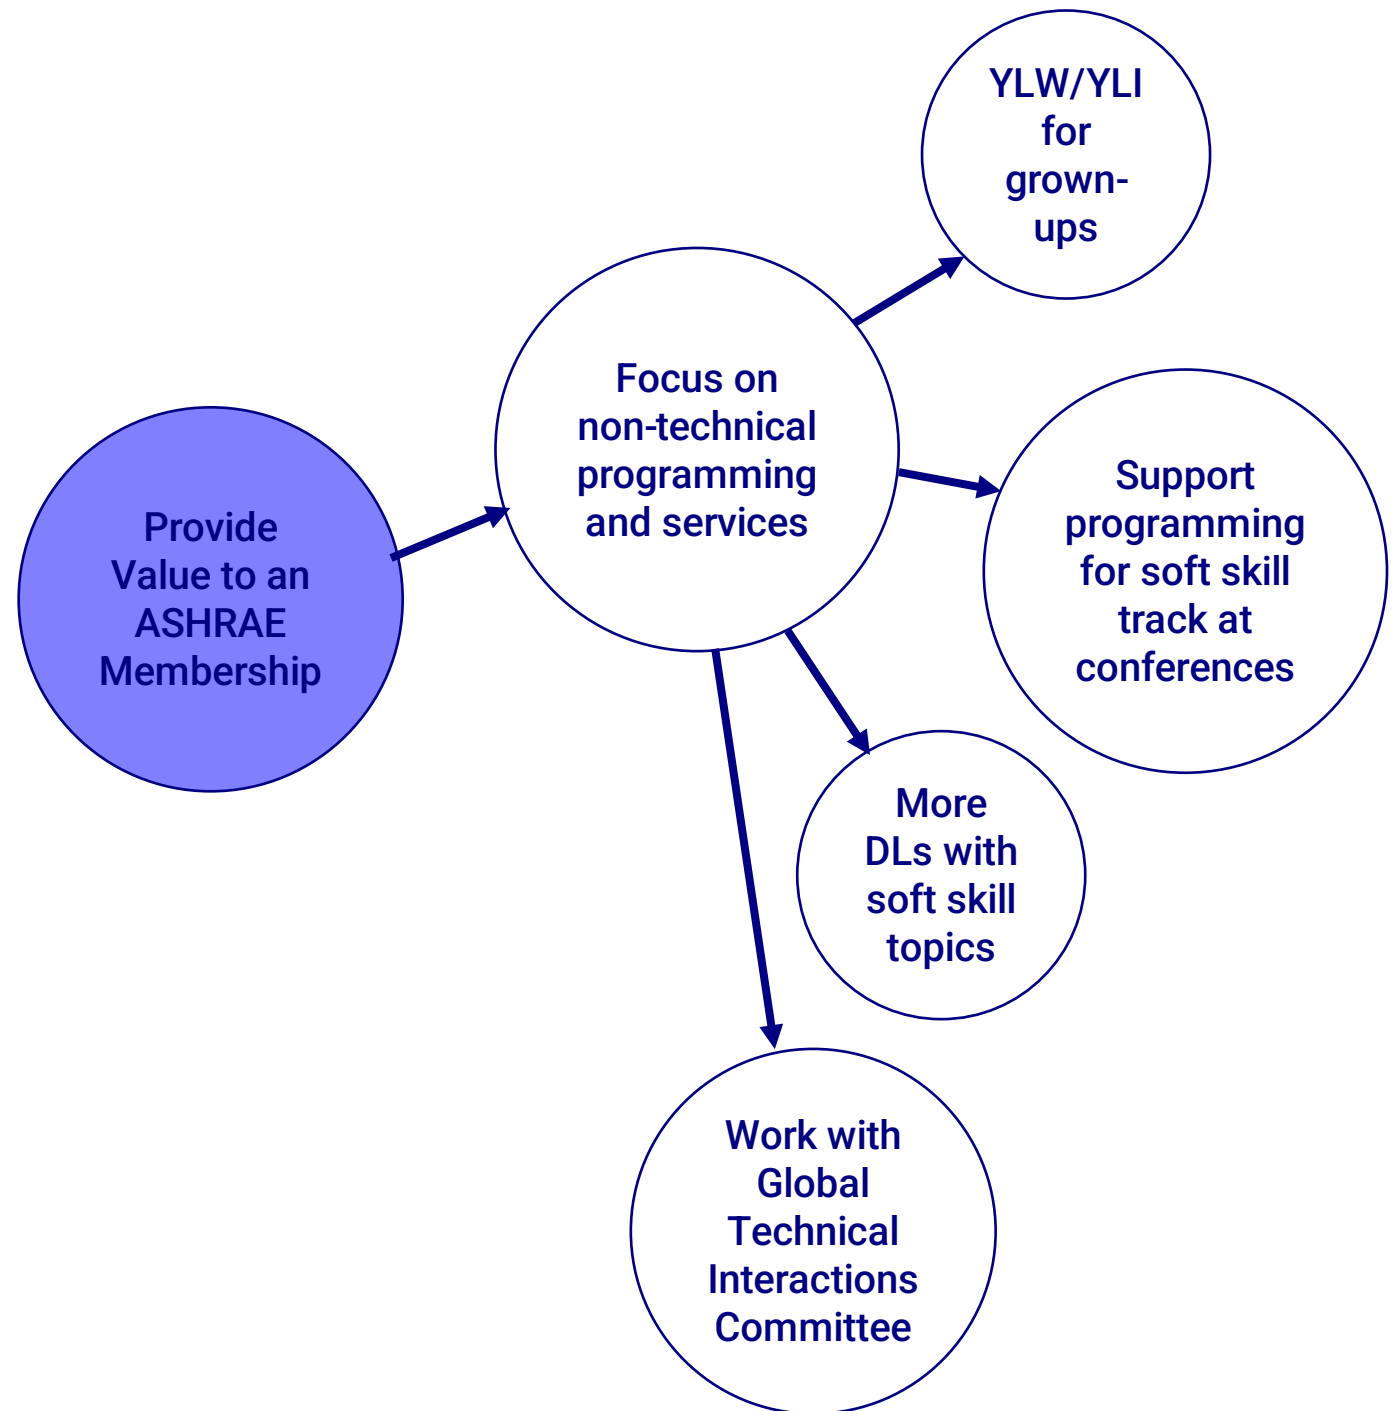 YLW/YLI
for
grown-
ups
Focus on
non-technical
programming
and services
Provide
Value to an
ASHRAE
Membership
Support
programming
for soft skill
track at
conferences
More
DLs with
soft skill
topics
Work with
Global
Technical
Interactions
Committee